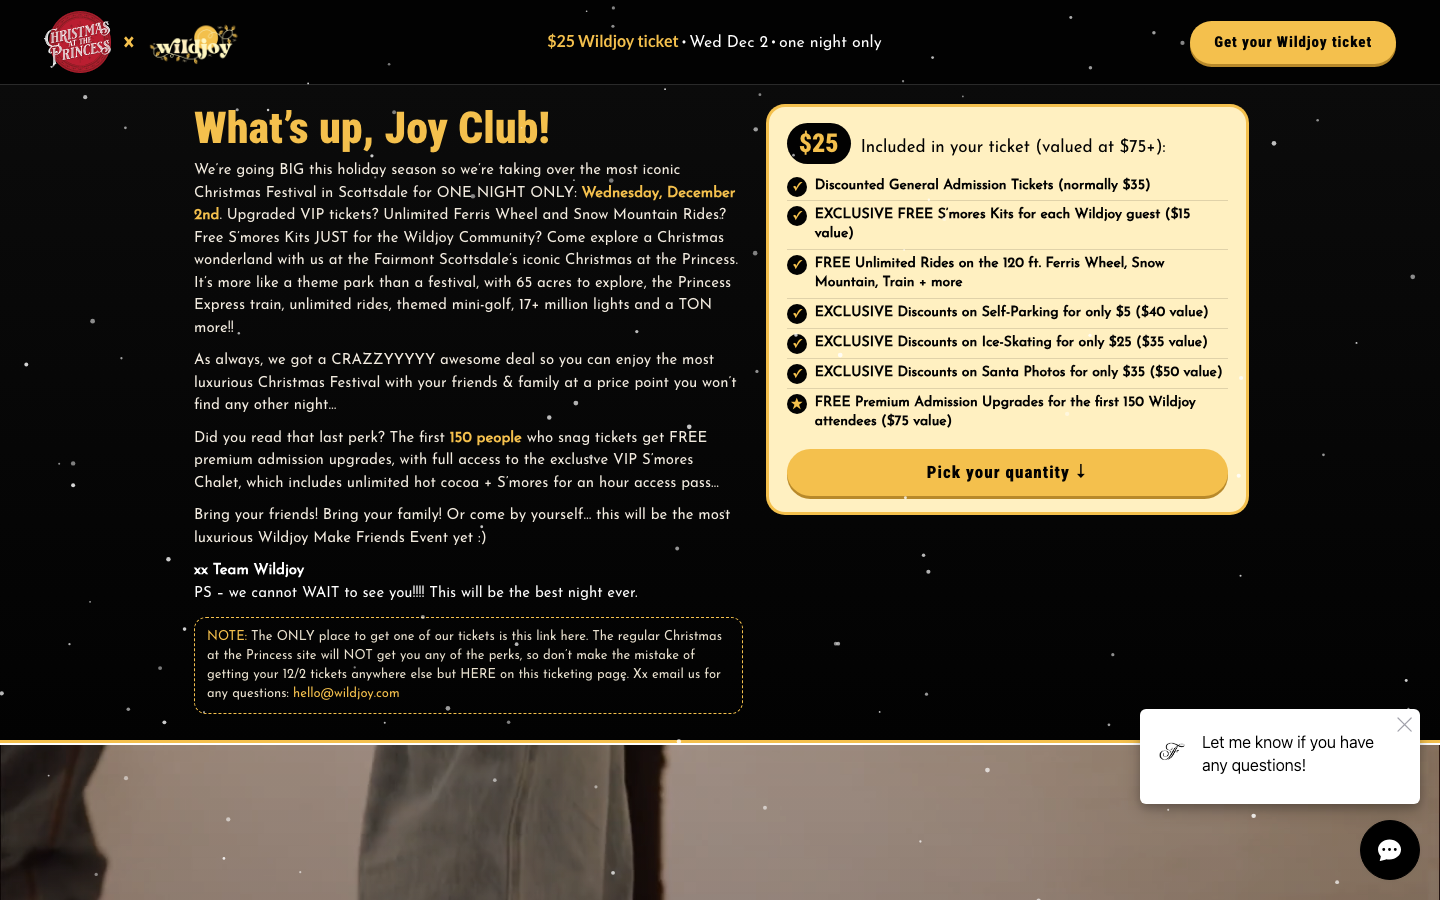 CHRISTMAS
AT THE
PRINCESS
x
wildjoy
$25 Wildjoy ticket • Wed Dec 2 • one night only
Get your Wildjoy ticket
What’s up, Joy Club!
We’re going BIG this holiday season so we’re taking over the most iconic
Christmas Festival in Scottsdale for ONE NIGHT ONLY: Wednesday, December
2nd. Upgraded VIP tickets? Unlimited Ferris Wheel and Snow Mountain Rides?
Free S’mores Kits JUST for the Wildjoy Community? Come explore a Christmas
wonderland with us at the Fairmont Scottsdale’s iconic Christmas at the Princess.
It’s more like a theme park than a festival, with 65 acres to explore, the Princess
Express train, unlimited rides, themed mini-golf, 17+ million lights and a TON
more!!
As always, we got a CRAZZYYYYY awesome deal so you can enjoy the most
luxurious Christmas Festival with your friends & family at a price point you won’t
find any other night…
Did you read that last perk? The first 150 people who snag tickets get FREE
premium admission upgrades, with full access to the exclusive VIP S’mores
Chalet, which includes unlimited hot cocoa + S’mores for an hour access pass…
Bring your friends! Bring your family! Or come by yourself… this will be the most
luxurious Wildjoy Make Friends Event yet :)
xx Team Wildjoy
PS – we cannot WAIT to see you!!!! This will be the best night ever.
NOTE: The ONLY place to get one of our tickets is this link here. The regular Christmas
at the Princess site will NOT get you any of the perks, so don’t make the mistake of
getting your 12/2 tickets anywhere else but HERE on this ticketing page. Xx email us for
any questions: hello@wildjoy.com
$25 Included in your ticket (valued at $75+):
Discounted General Admission Tickets (normally $35)
EXCLUSIVE FREE S’mores Kits for each Wildjoy guest ($15
value)
FREE Unlimited Rides on the 120 ft. Ferris Wheel, Snow
Mountain, Train + more
EXCLUSIVE Discounts on Self-Parking for only $5 ($40 value)
EXCLUSIVE Discounts on Ice-Skating for only $25 ($35 value)
EXCLUSIVE Discounts on Santa Photos for only $35 ($50 value)
FREE Premium Admission Upgrades for the first 150 Wildjoy
attendees ($75 value)
Pick your quantity ↓
Let me know if you have
any questions!